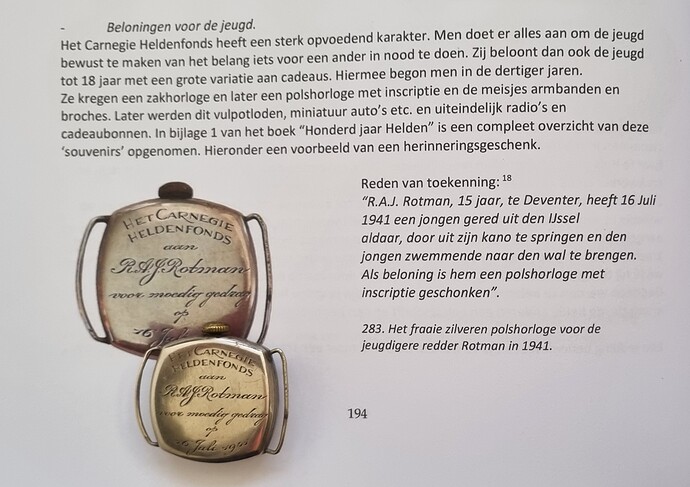 - Beloningen voor de jeugd.
Het Carnegie Heldenfonds heeft een sterk opvoedend karakter. Men doet er alles aan om de jeugd
bewust te maken van het belang iets voor een ander in nood te doen. Zij beloont dan ook de jeugd
tot 18 jaar met een grote variatie aan cadeaus. Hiermee begon men in de dertiger jaren.
Ze kregen een zakhorloge en later een polshorloge met inscriptie en de meisjes armbanden en
broches. Later werden dit vulpotloden, miniatuur auto's etc. en uiteindelijk radio's en
cadeaubonnen. In bijlage 1 van het boek “Honderd jaar Helden” is een compleet overzicht van deze
‘souvenirs’ opgenomen. Hieronder een voorbeeld van een herinneringsgeschenk.
Reden van toekenning: 18
“R.A.J. Rotman, 15 jaar, te Deventer, heeft 16 Juli
1941 een jongen gered uit den IJssel
aldaar, door uit zijn kano te springen en den
jongen zwemmende naar den wal te brengen.
Als beloning is hem een polshorloge met
inscriptie geschonken”.
283. Het fraaie zilveren polshorloge voor de
jeugdigere redder Rotman in 1941.
194
HET CARNEGIE
HELDENFONDS
aan
R.A.J. Rotman
voor moedig gedrag
op
16 Juli
HET CARNEGIE
HELDENFONDS
aan
R.A.J. Rotman
voor moedig gedrag
op
16 Juli 1941